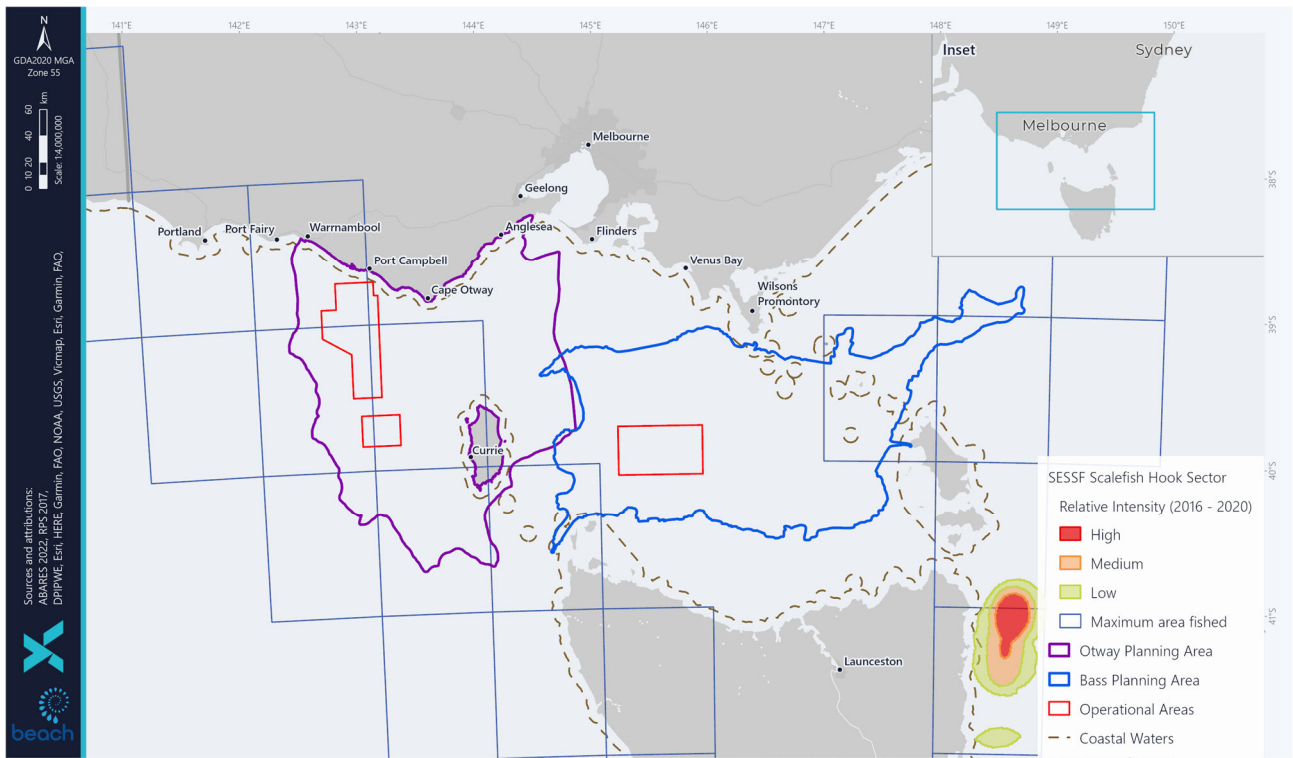 141°E
142°E
143°E
144°E
145°E
146°E
147°E
148°E
149°E
150°E
N
GDA2020 MGA
Zone 55
0 10 20 40 60
km
Scale: 1:4,000,000
Sources and attributions:
ABARES 2022, RPS 2017,
DPIPWE, Esri, HERE, Garmin, FAO, NOAA, USGS, Vicmap, Esri, Garmin, FAO,
beach
Inset
Sydney
Melbourne
38°S
39°S
40°S
41°S
Melbourne
Geelong
Portland
Port Fairy
Warrnambool
Anglesea
Flinders
Port Campbell
Venus Bay
Cape Otway
Wilsons
Promontory
Currie
Launceston
SESSF Scalefish Hook Sector
Relative Intensity (2016 - 2020)
High
Medium
Low
Maximum area fished
Otway Planning Area
Bass Planning Area
Operational Areas
Coastal Waters